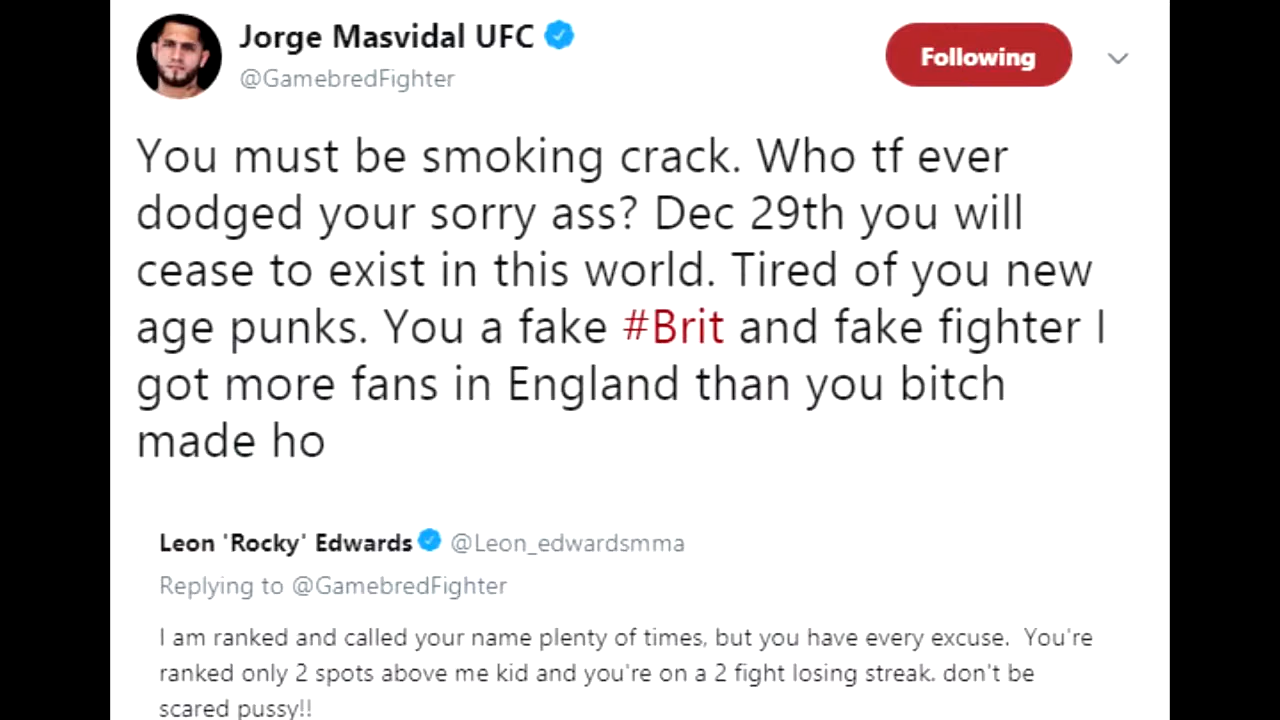 Jorge Masvidal UFC
@GamebredFighter
Following
You must be smoking crack. Who tf ever
dodged your sorry ass? Dec 29th you will
cease to exist in this world. Tired of you new
age punks. You a fake #Brit and fake fighter I
got more fans in England than you bitch
made ho
Leon 'Rocky' Edwards @Leon_edwardsmma
Replying to @GamebredFighter
I am ranked and called your name plenty of times, but you have every excuse.  You're
ranked only 2 spots above me kid and you're on a 2 fight losing streak. don't be
scared pussy!!